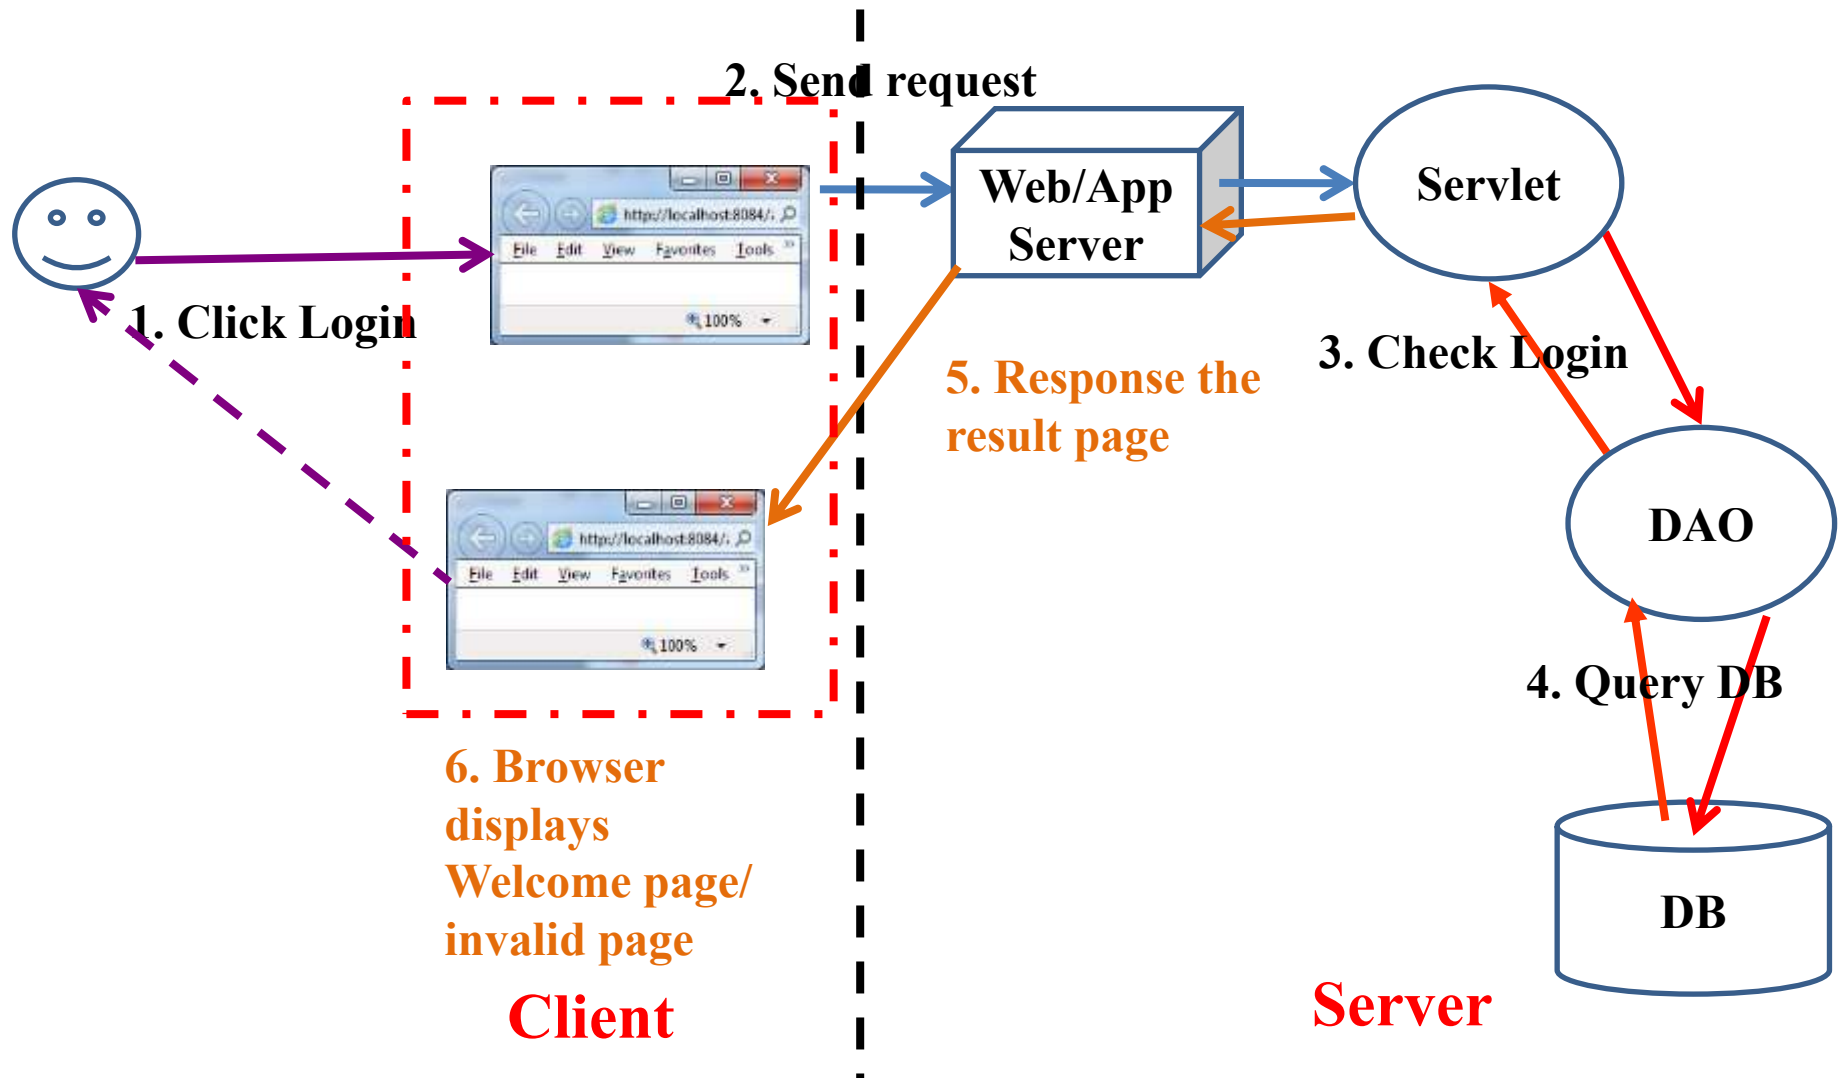 2. Send request
http://localhost:8084/
File Edit View Favorites Tools »
100%
Web/App
Server
Servlet
1. Click Login
3. Check Login
5. Response the
result page
DAO
http://localhost:8084/
File Edit View Favorites Tools »
100%
4. Query DB
6. Browser
displays
Welcome page/
invalid page
DB
Client
Server